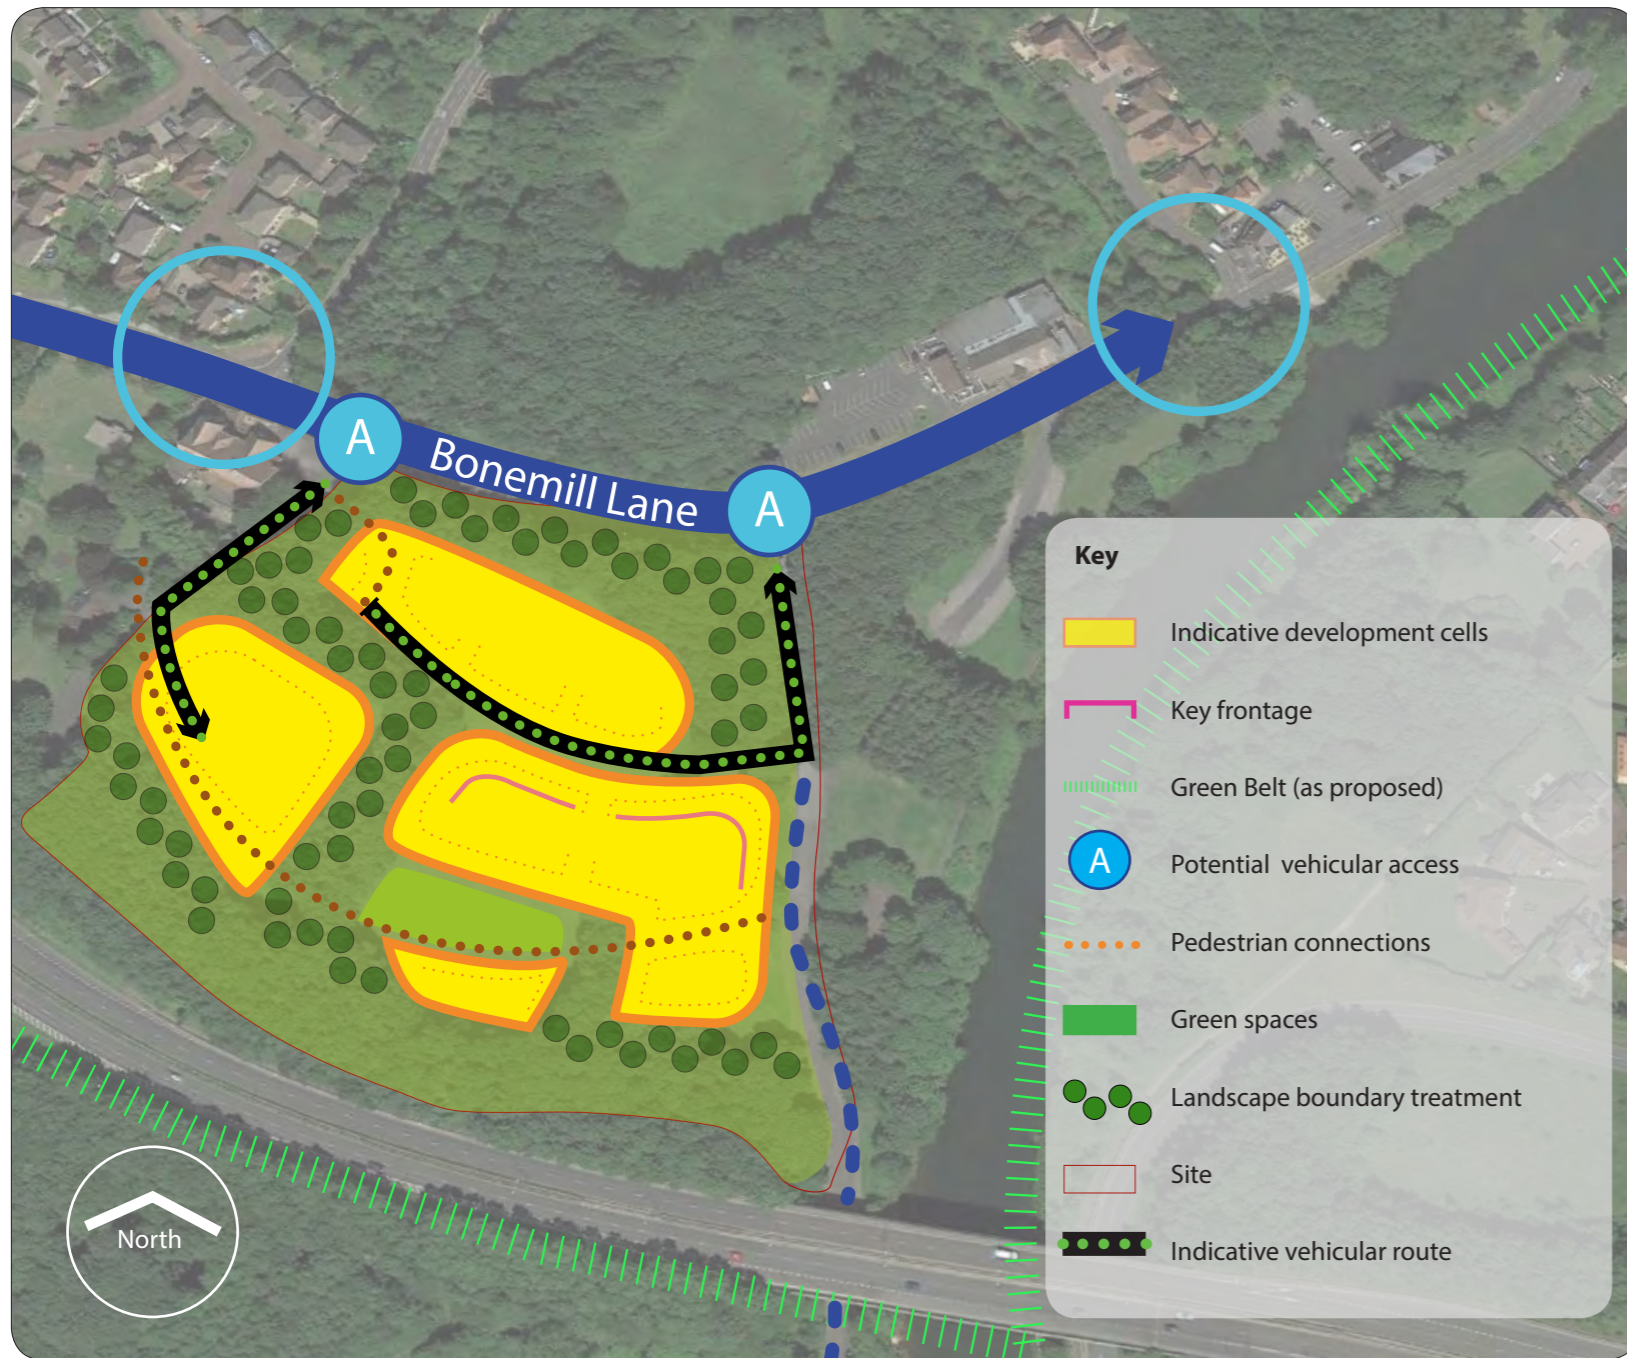 A
Bonemill Lane
A
Key
Indicative development cells
Key frontage
Green Belt (as proposed)
A
Potential  vehicular access
Pedestrian connections
Green spaces
Landscape boundary treatment
Site
Indicative vehicular route
North